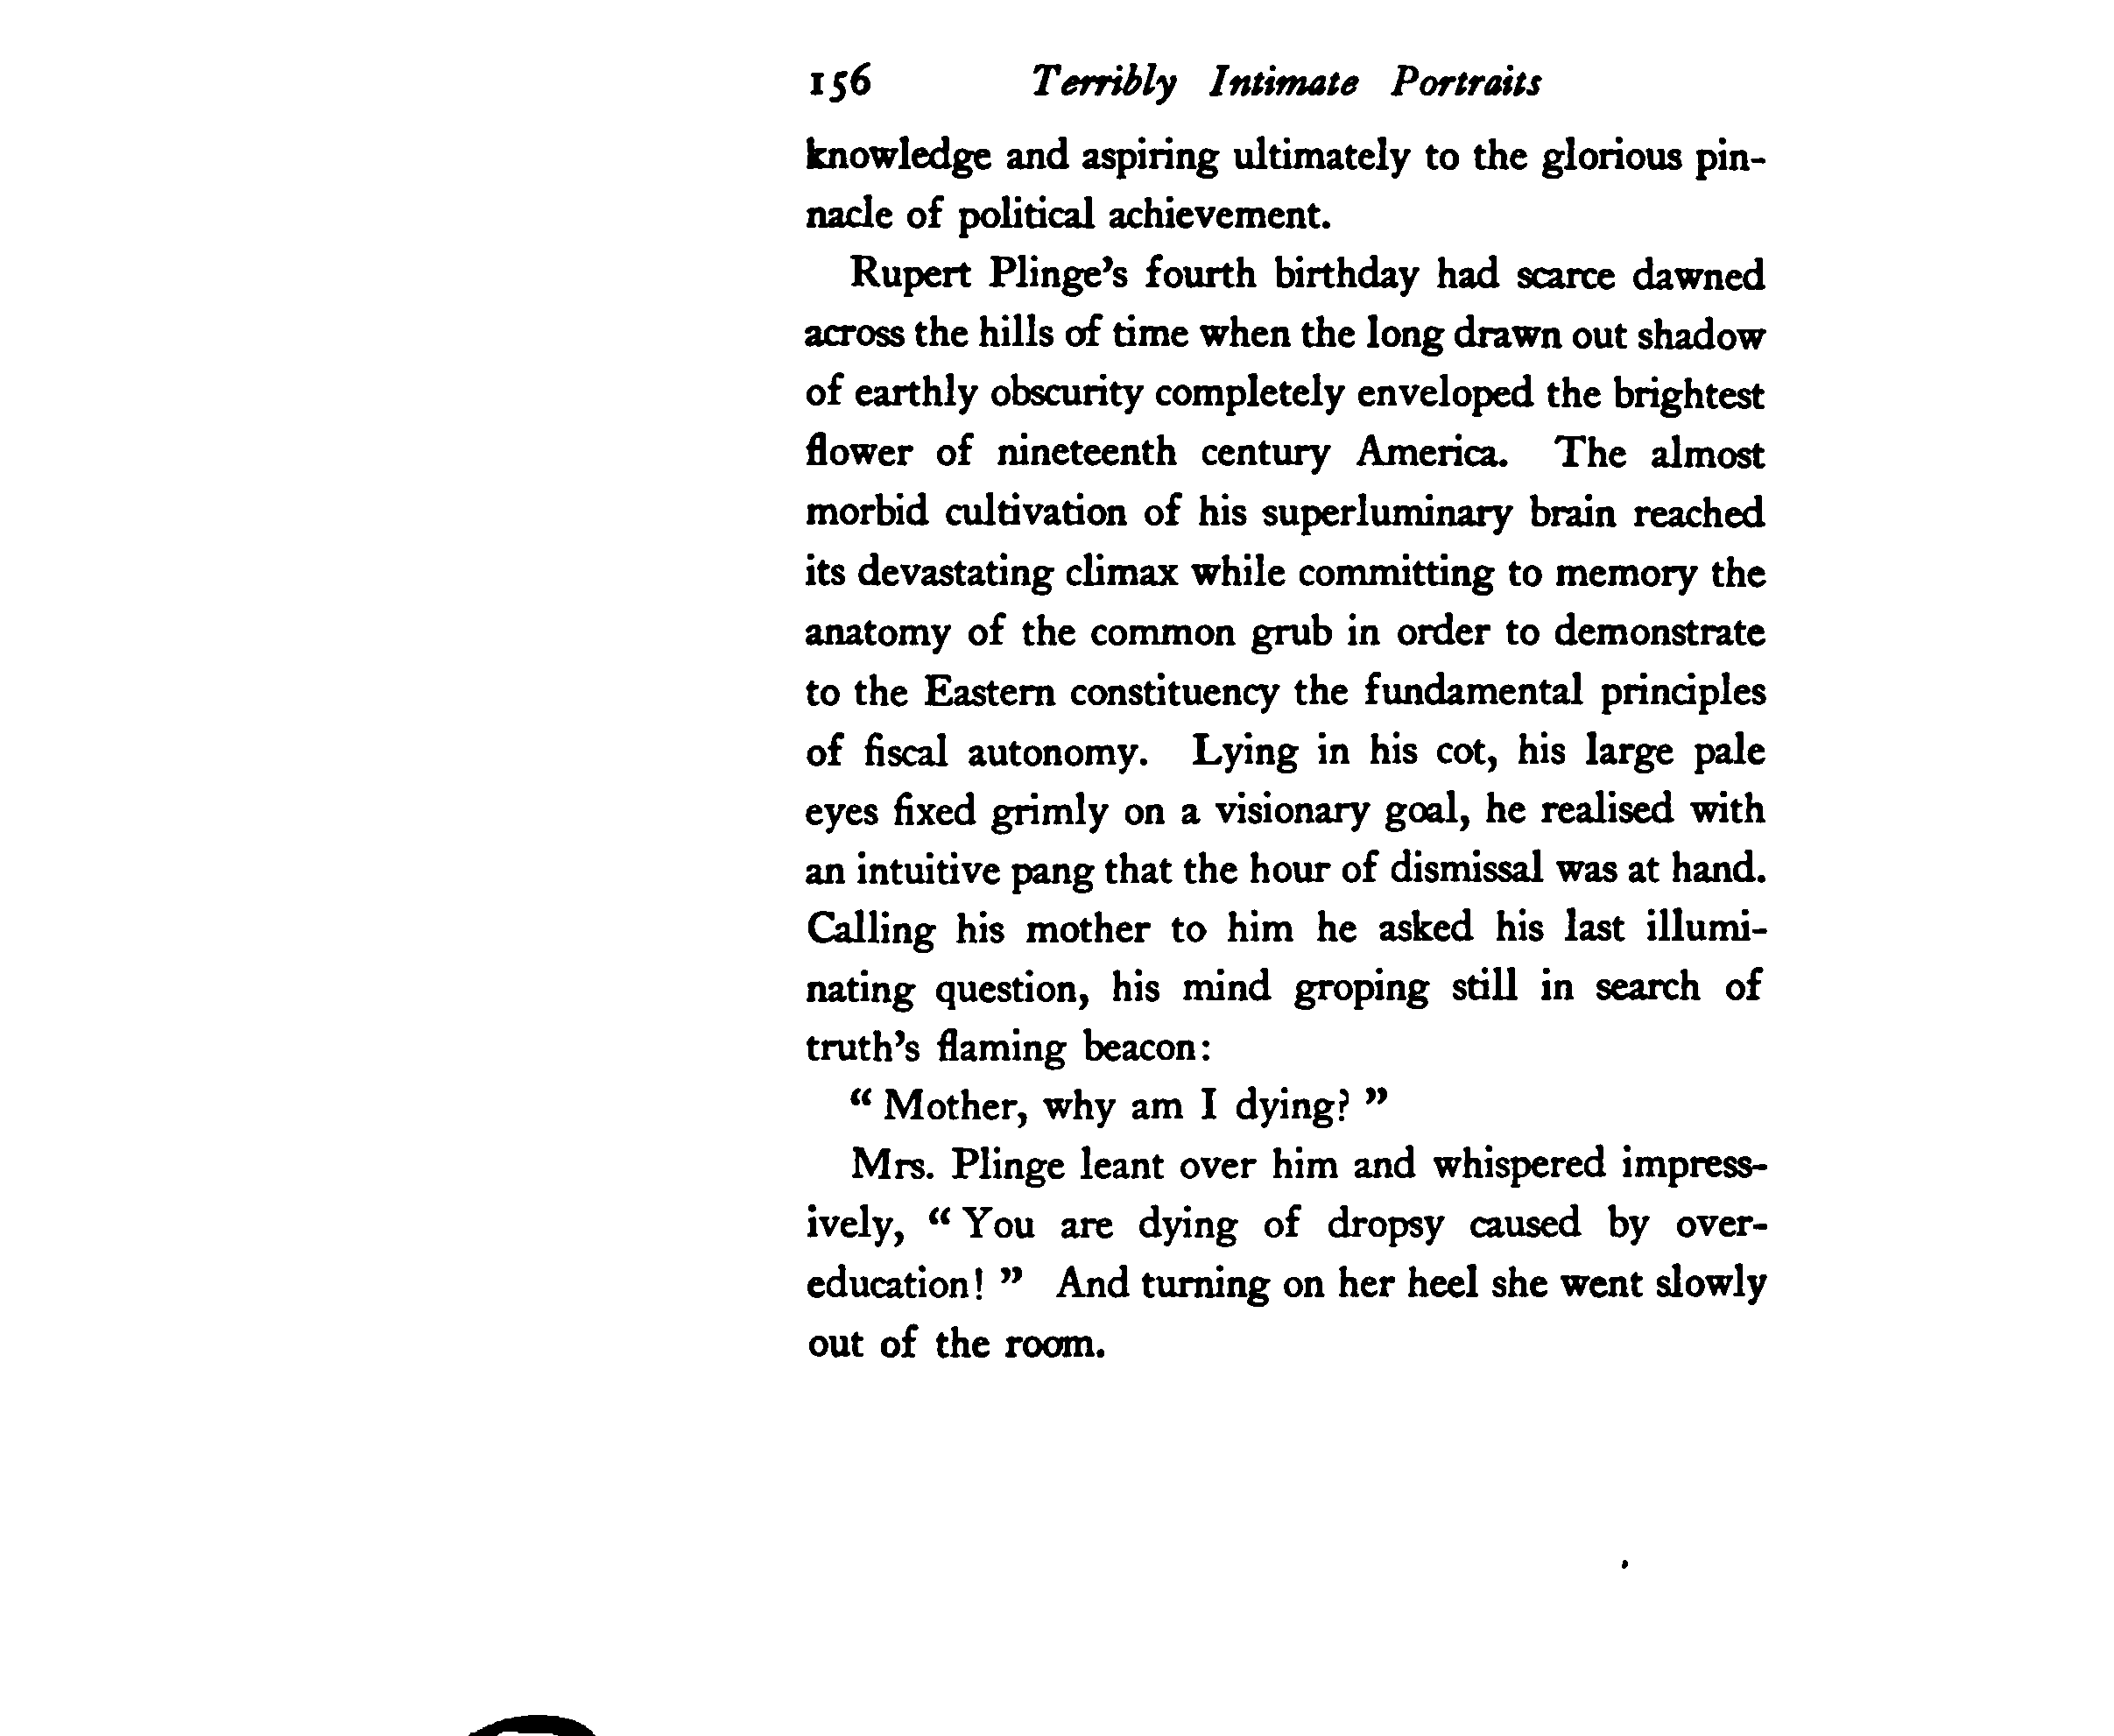 156 Terribly Intimate Portraits
knowledge and aspiring ultimately to the glorious pin-
nacle of political achievement.
Rupert Plinge's fourth birthday had scarce dawned
across the hills of time when the long drawn out shadow
of earthly obscurity completely enveloped the brightest
flower of nineteenth century America. The almost
morbid cultivation of his superluminary brain reached
its devastating climax while committing to memory the
anatomy of the common grub in order to demonstrate
to the Eastern constituency the fundamental principles
of fiscal autonomy. Lying in his cot, his large pale
eyes fixed grimly on a visionary goal, he realised with
an intuitive pang that the hour of dismissal was at hand.
Calling his mother to him he asked his last illumi-
nating question, his mind groping still in search of
truth's flaming beacon:
" Mother, why am I dying? "
Mrs. Plinge leant over him and whispered impress-
ively, " You are dying of dropsy caused by over-
education! " And turning on her heel she went slowly
out of the room.